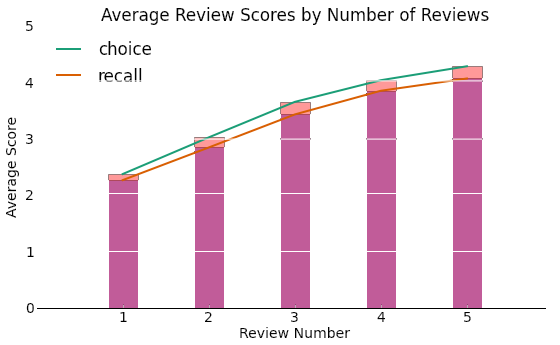 Average Review Scores by Number of Reviews
5
choice
recall
4
3
2
1
0
Average Score
1 2 3 4 5
Review Number